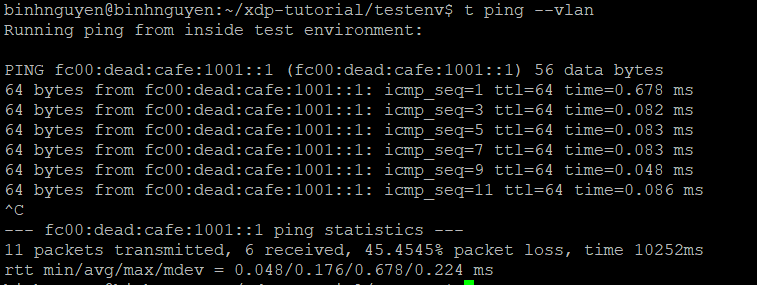 binhnguyen@binhnguyen:~/xdp-tutorial/testenv$ t ping --vlan
Running ping from inside test environment:
PING fc00:dead:cafe:1001::1 (fc00:dead:cafe:1001::1) 56 data bytes
64 bytes from fc00:dead:cafe:1001::1: icmp_seq=1 ttl=64 time=0.678 ms
64 bytes from fc00:dead:cafe:1001::1: icmp_seq=3 ttl=64 time=0.082 ms
64 bytes from fc00:dead:cafe:1001::1: icmp_seq=5 ttl=64 time=0.083 ms
64 bytes from fc00:dead:cafe:1001::1: icmp_seq=7 ttl=64 time=0.083 ms
64 bytes from fc00:dead:cafe:1001::1: icmp_seq=9 ttl=64 time=0.048 ms
64 bytes from fc00:dead:cafe:1001::1: icmp_seq=11 ttl=64 time=0.086 ms
^C
--- fc00:dead:cafe:1001::1 ping statistics ---
11 packets transmitted, 6 received, 45.4545% packet loss, time 10252ms
rtt min/avg/max/mdev = 0.048/0.176/0.678/0.224 ms